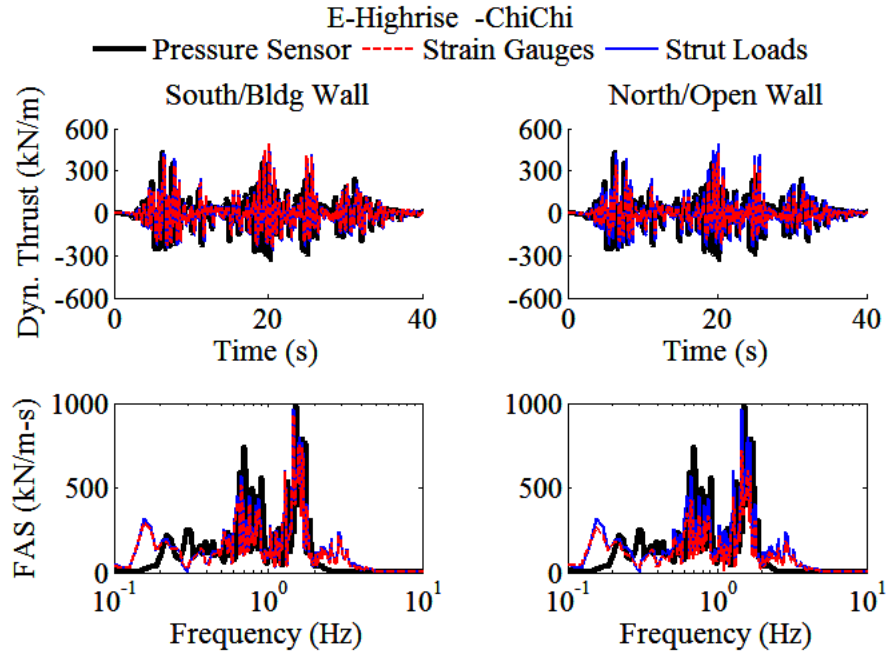 E-Highrise -ChiChi
Pressure Sensor Strain Gauges Strut Loads
South/Bldg Wall North/Open Wall
Dyn. Thrust (kN/m)
600 600
300 300
0 0
-300 -300
-600 -600
0 20 40 0 20 40
Time (s) Time (s)
FAS (kN/m-s)
1000 1000
500 500
0 0
10^-1 10^0 10^1 10^-1 10^0 10^1
Frequency (Hz) Frequency (Hz)